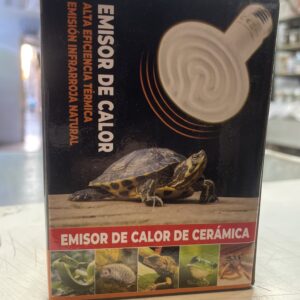 EMISOR DE CALOR
ALTA EFICIENCIA TÉRMICA
EMISIÓN INFRARROJA NATURAL
EMISOR DE CALOR DE CERÁMICA